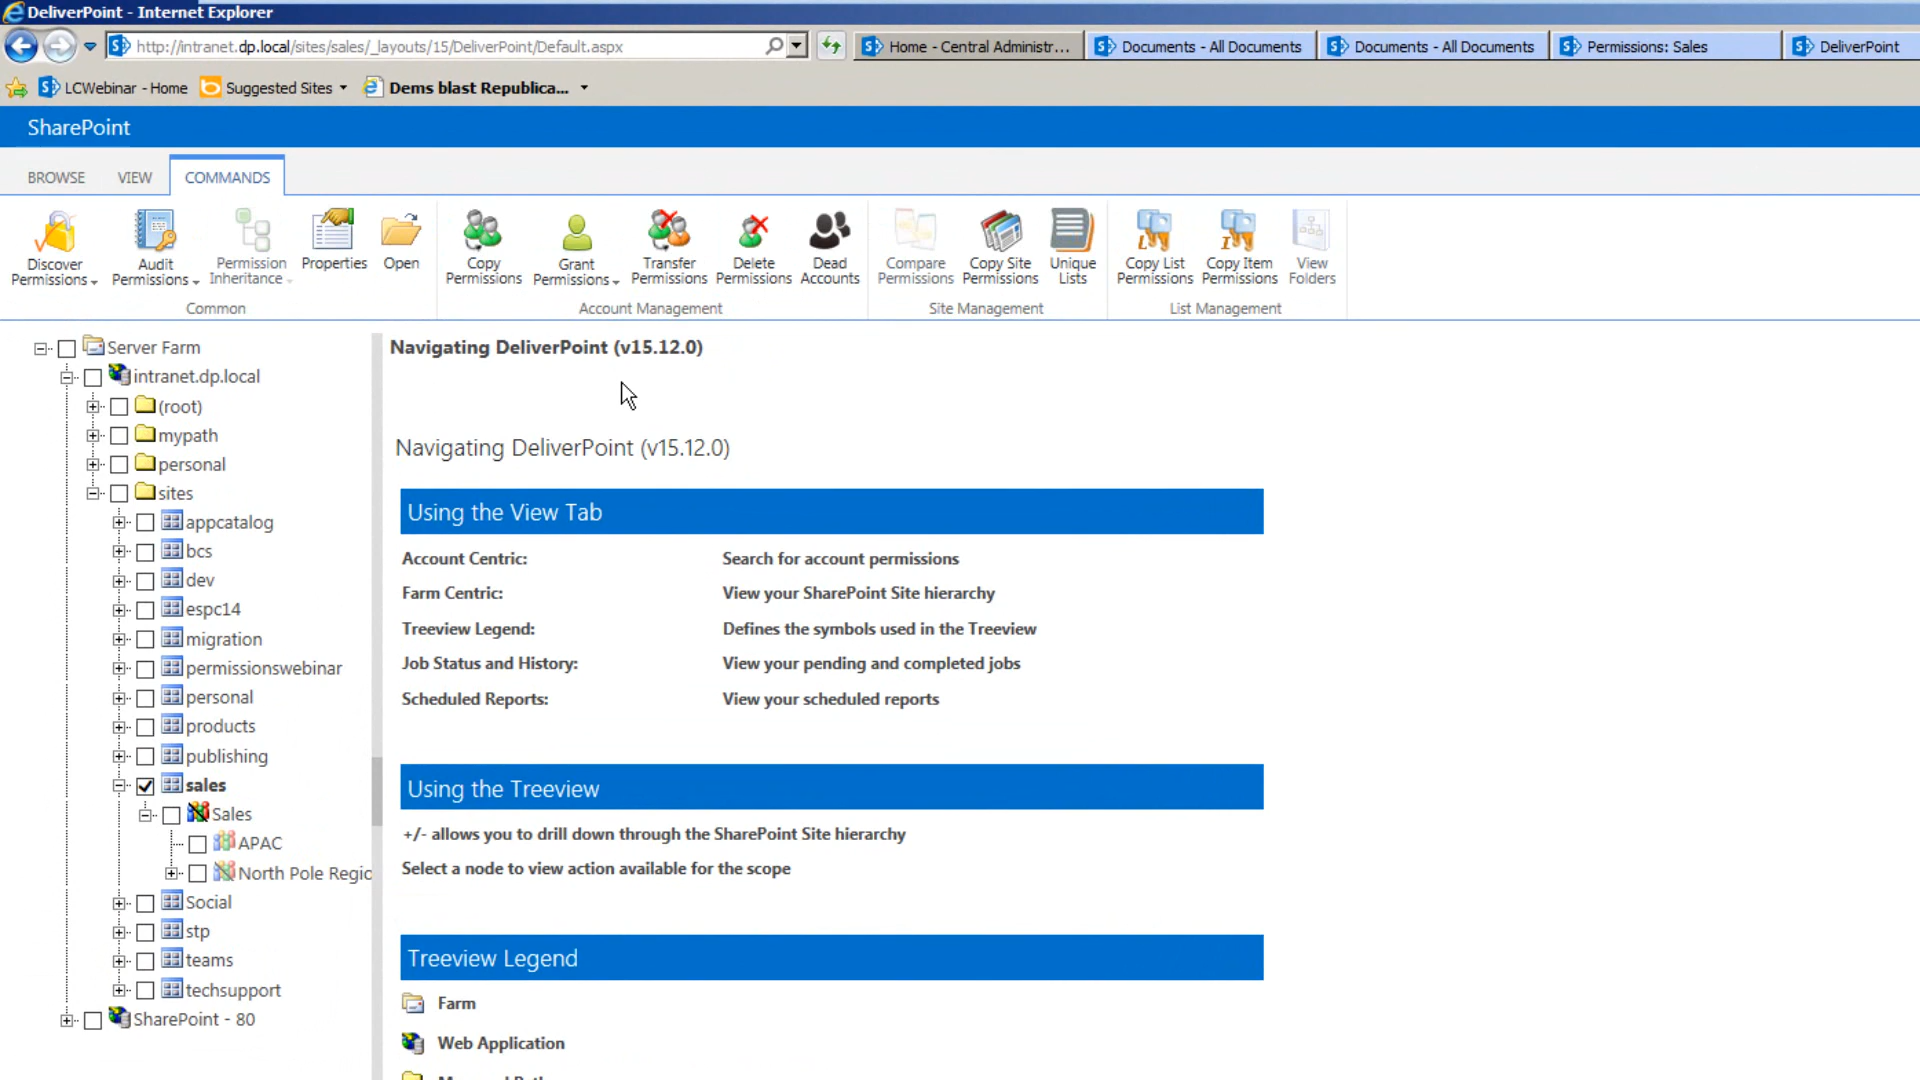 DeliverPoint - Internet Explorer
http://intranet.dp.local/sites/sales/_layouts/15/DeliverPoint/Default.aspx
Home - Central Administr...
Documents - All Documents
Documents - All Documents
Permissions: Sales
DeliverPoint
LCWebinar - Home
Suggested Sites
Dems blast Republica...
SharePoint
BROWSE
VIEW
COMMANDS
Discover
Permissions
Audit
Permissions
Permission
Inheritance
Properties
Open
Copy
Permissions
Grant
Permissions
Transfer
Permissions
Delete
Permissions
Dead
Accounts
Compare
Permissions
Copy Site
Permissions
Unique
Lists
Copy List
Permissions
Copy Item
Permissions
View
Folders
Common
Account Management
Site Management
List Management
Server Farm
intranet.dp.local
(root)
mypath
personal
sites
appcatalog
bcs
dev
espc14
migration
permissionswebinar
personal
products
publishing
sales
Sales
APAC
North Pole Regio
Social
stp
teams
techsupport
SharePoint - 80
Navigating DeliverPoint (v15.12.0)
Navigating DeliverPoint (v15.12.0)
Using the View Tab
Account Centric: Search for account permissions
Farm Centric: View your SharePoint Site hierarchy
Treeview Legend: Defines the symbols used in the Treeview
Job Status and History: View your pending and completed jobs
Scheduled Reports: View your scheduled reports
Using the Treeview
+/- allows you to drill down through the SharePoint Site hierarchy
Select a node to view action available for the scope
Treeview Legend
Farm
Web Application